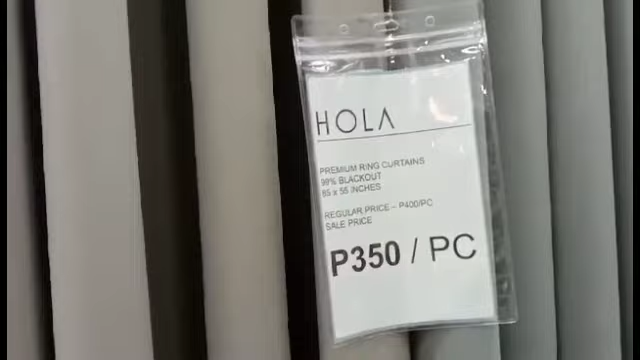 HOLA
PREMIUM RING CURTAINS
99% BLACKOUT
85 x 55 INCHES
REGULAR PRICE – P400/PC
SALE PRICE
P350 / PC